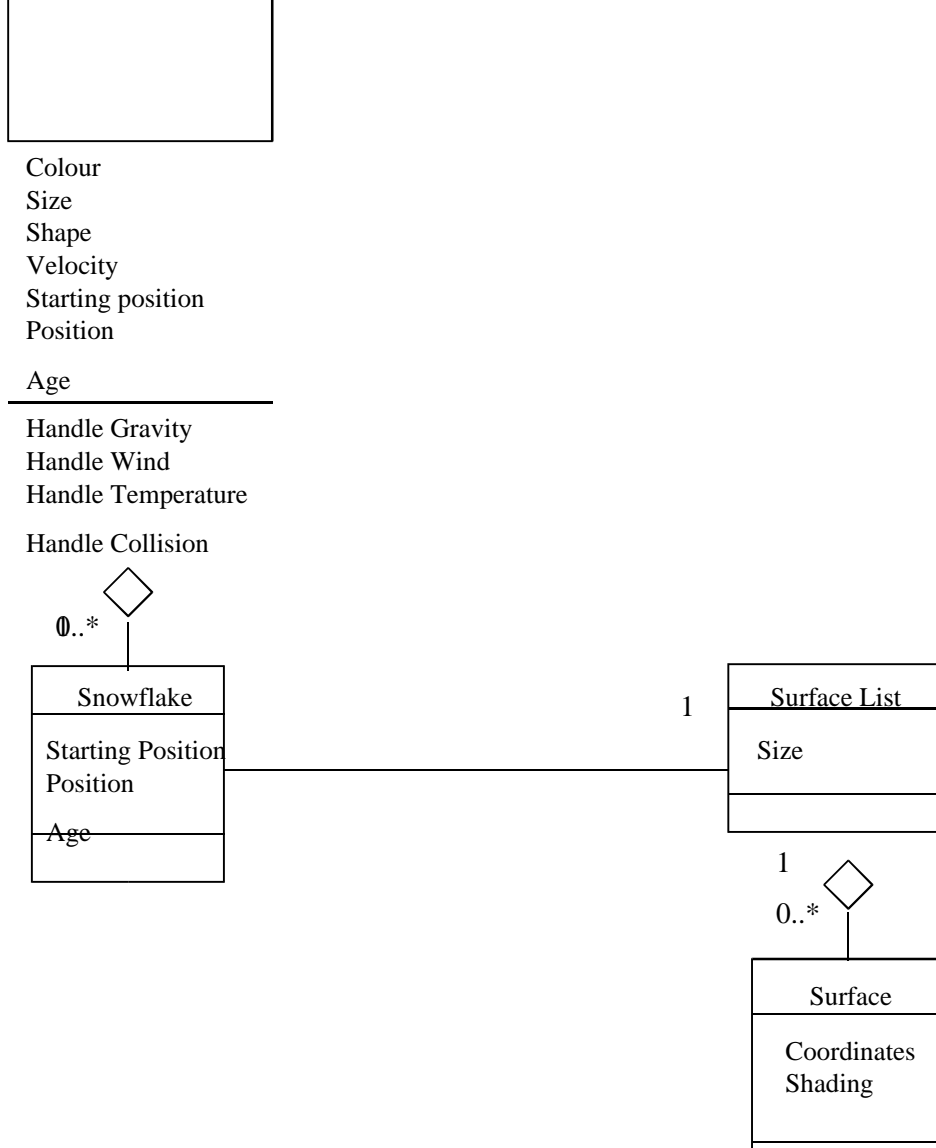 Colour
Size
Shape
Velocity
Starting position
Position
Age
Handle Gravity
Handle Wind
Handle Temperature
Handle Collision
0..*
Snowflake
Starting Position
Position
Age
1
Surface List
Size
1
0..*
Surface
Coordinates
Shading